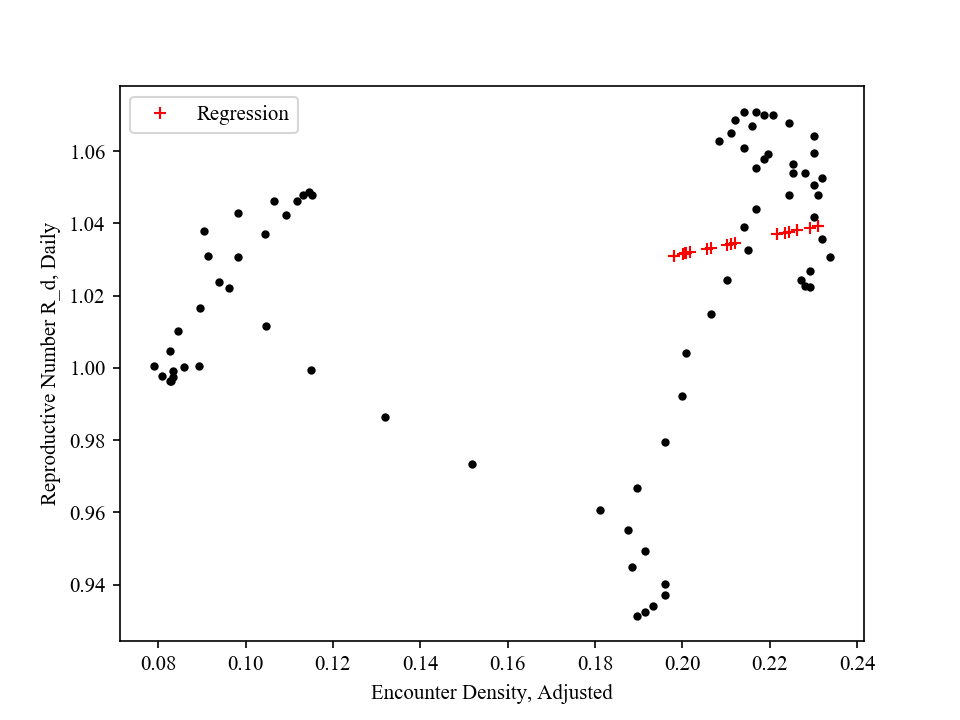 Regression
1.06
1.04
1.02
1.00
0.98
0.96
0.94
Reproductive Number R_d, Daily
0.08 0.10 0.12 0.14 0.16 0.18 0.20 0.22 0.24
Encounter Density, Adjusted